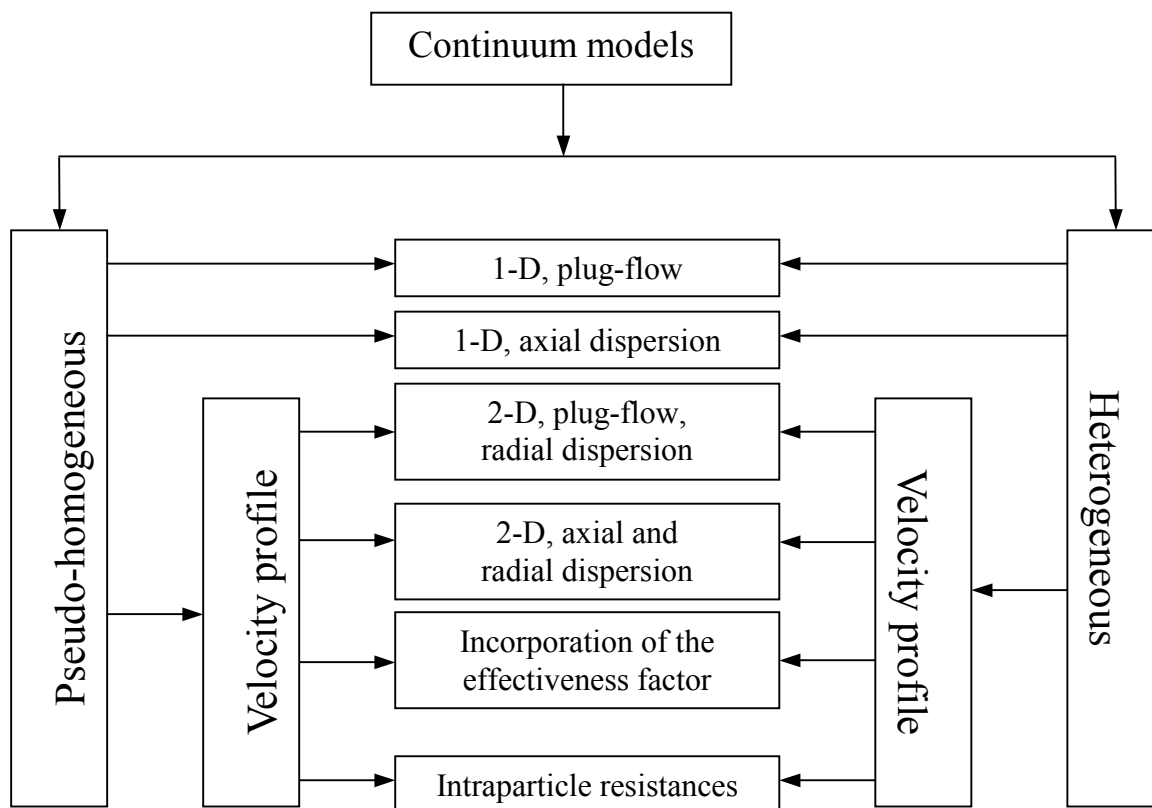 Continuum models
Pseudo-homogeneous
Velocity profile
1-D, plug-flow
1-D, axial dispersion
2-D, plug-flow,
radial dispersion
2-D, axial and
radial dispersion
Incorporation of the
effectiveness factor
Intraparticle resistances
Velocity profile
Heterogeneous